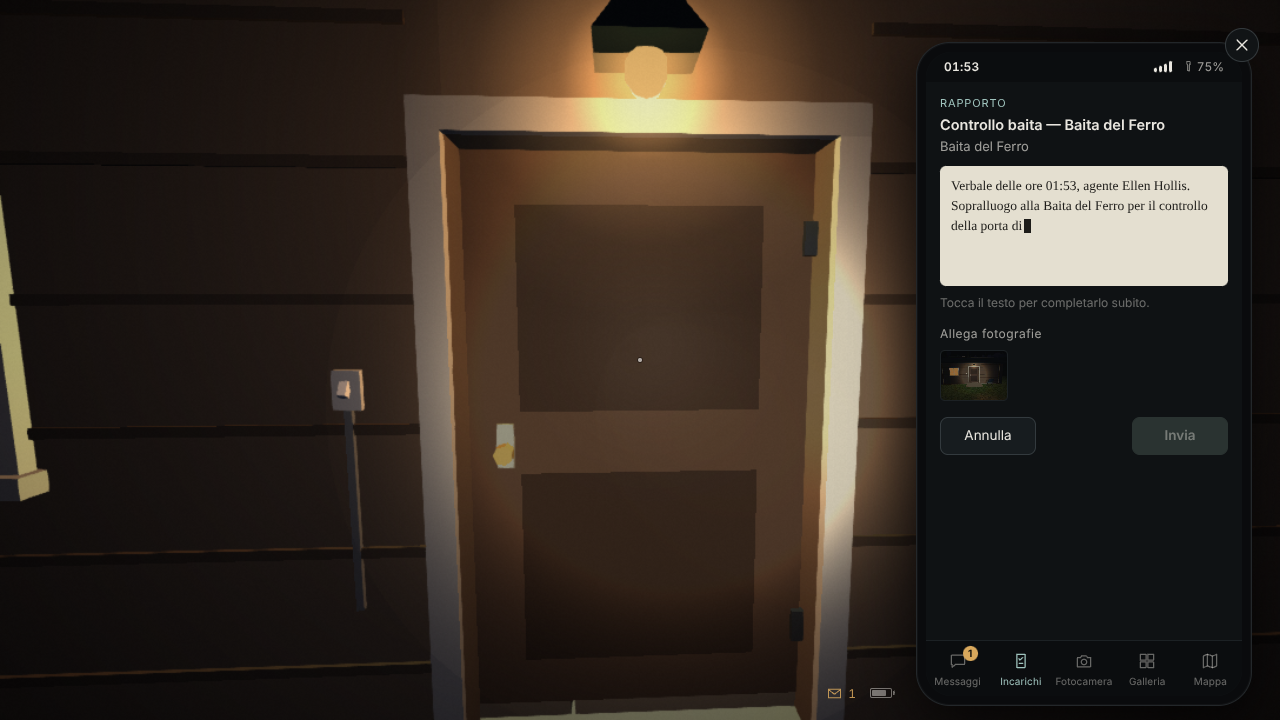 01:53
75%
RAPPORTO
Controllo baita — Baita del Ferro
Baita del Ferro
Verbale delle ore 01:53, agente Ellen Hollis.
Sopralluogo alla Baita del Ferro per il controllo
della porta di
Tocca il testo per completarlo subito.
Allega fotografie
Annulla
Invia
1
Messaggi
Incarichi
Fotocamera
Galleria
Mappa
1